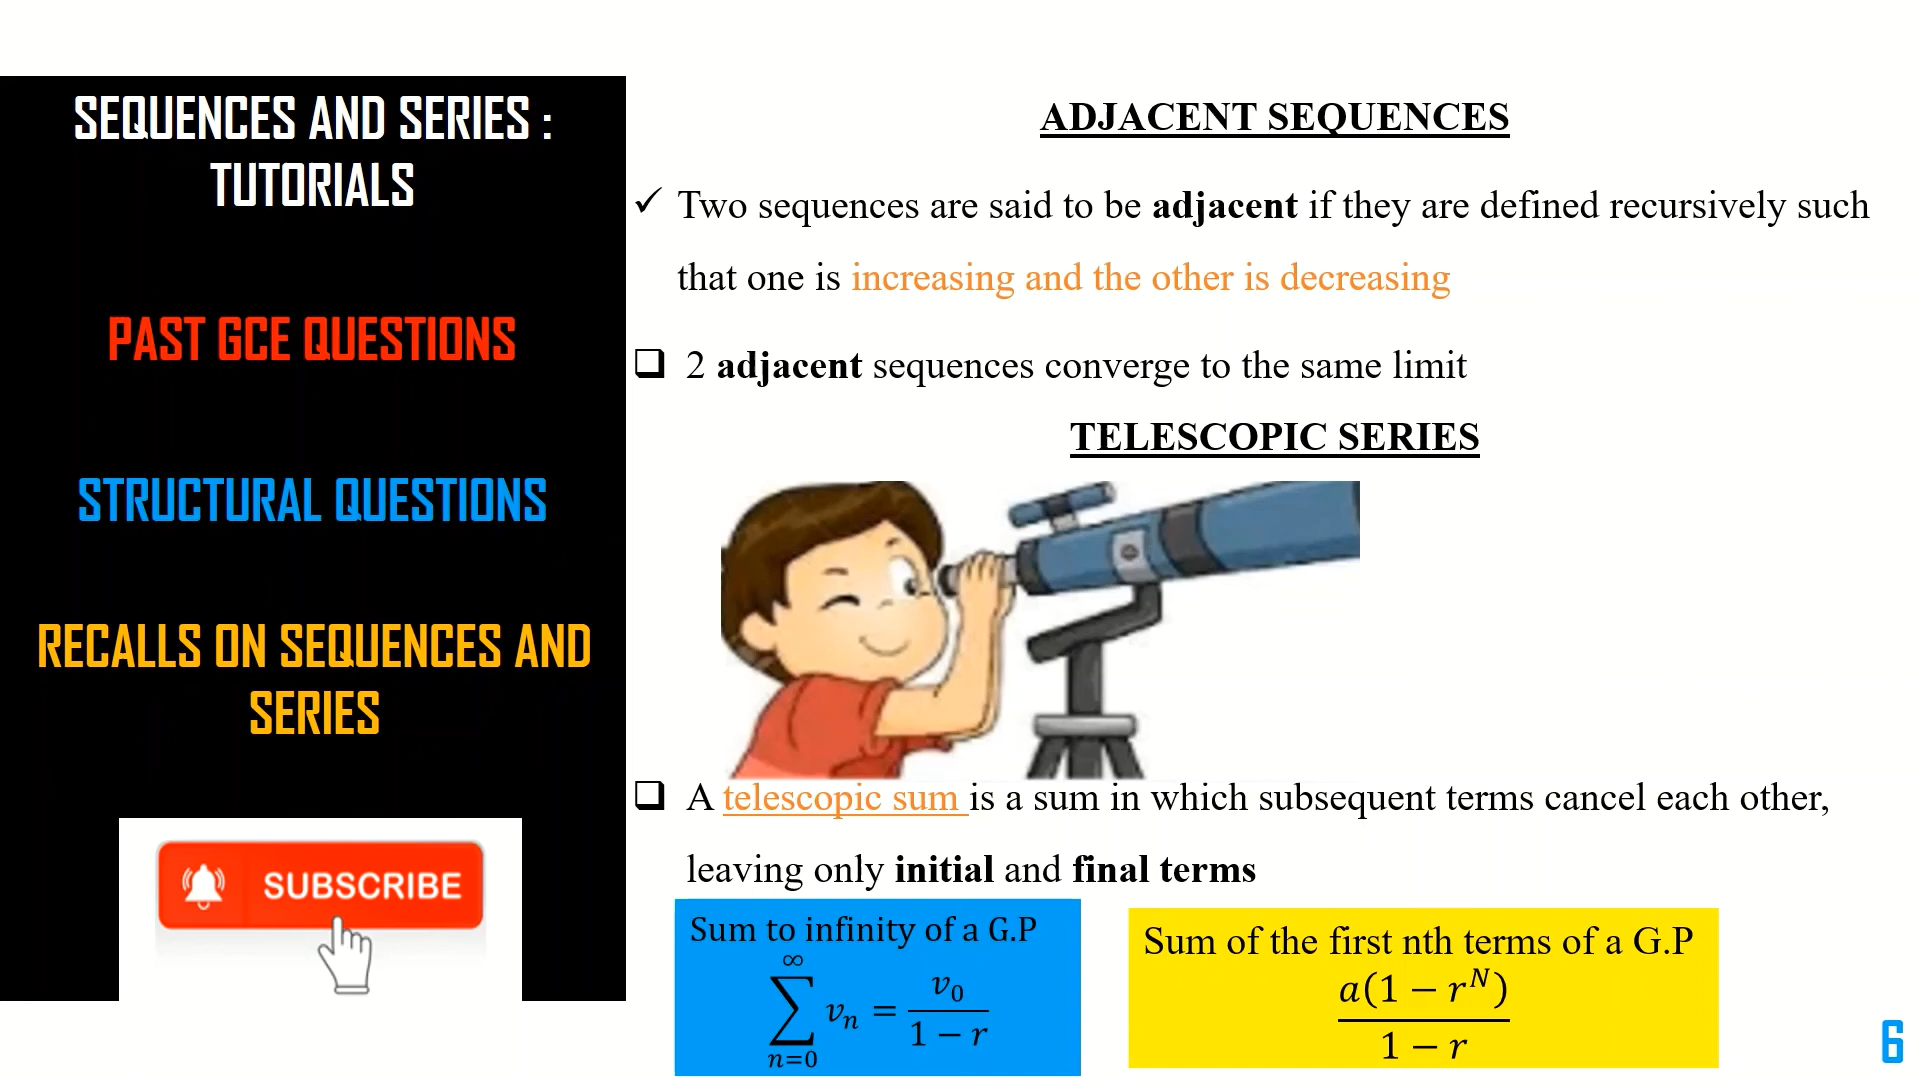 SEQUENCES AND SERIES :
TUTORIALS
PAST GCE QUESTIONS
STRUCTURAL QUESTIONS
RECALLS ON SEQUENCES AND
SERIES
SUBSCRIBE
ADJACENT SEQUENCES
✓ Two sequences are said to be adjacent if they are defined recursively such
that one is increasing and the other is decreasing
❑ 2 adjacent sequences converge to the same limit
TELESCOPIC SERIES
❑ A telescopic sum is a sum in which subsequent terms cancel each other,
leaving only initial and final terms
Sum to infinity of a G.P
∑_{n=0}^{∞} v_n = v_0 / (1 − r)
Sum of the first nth terms of a G.P
a(1 − r^N) / (1 − r)
6